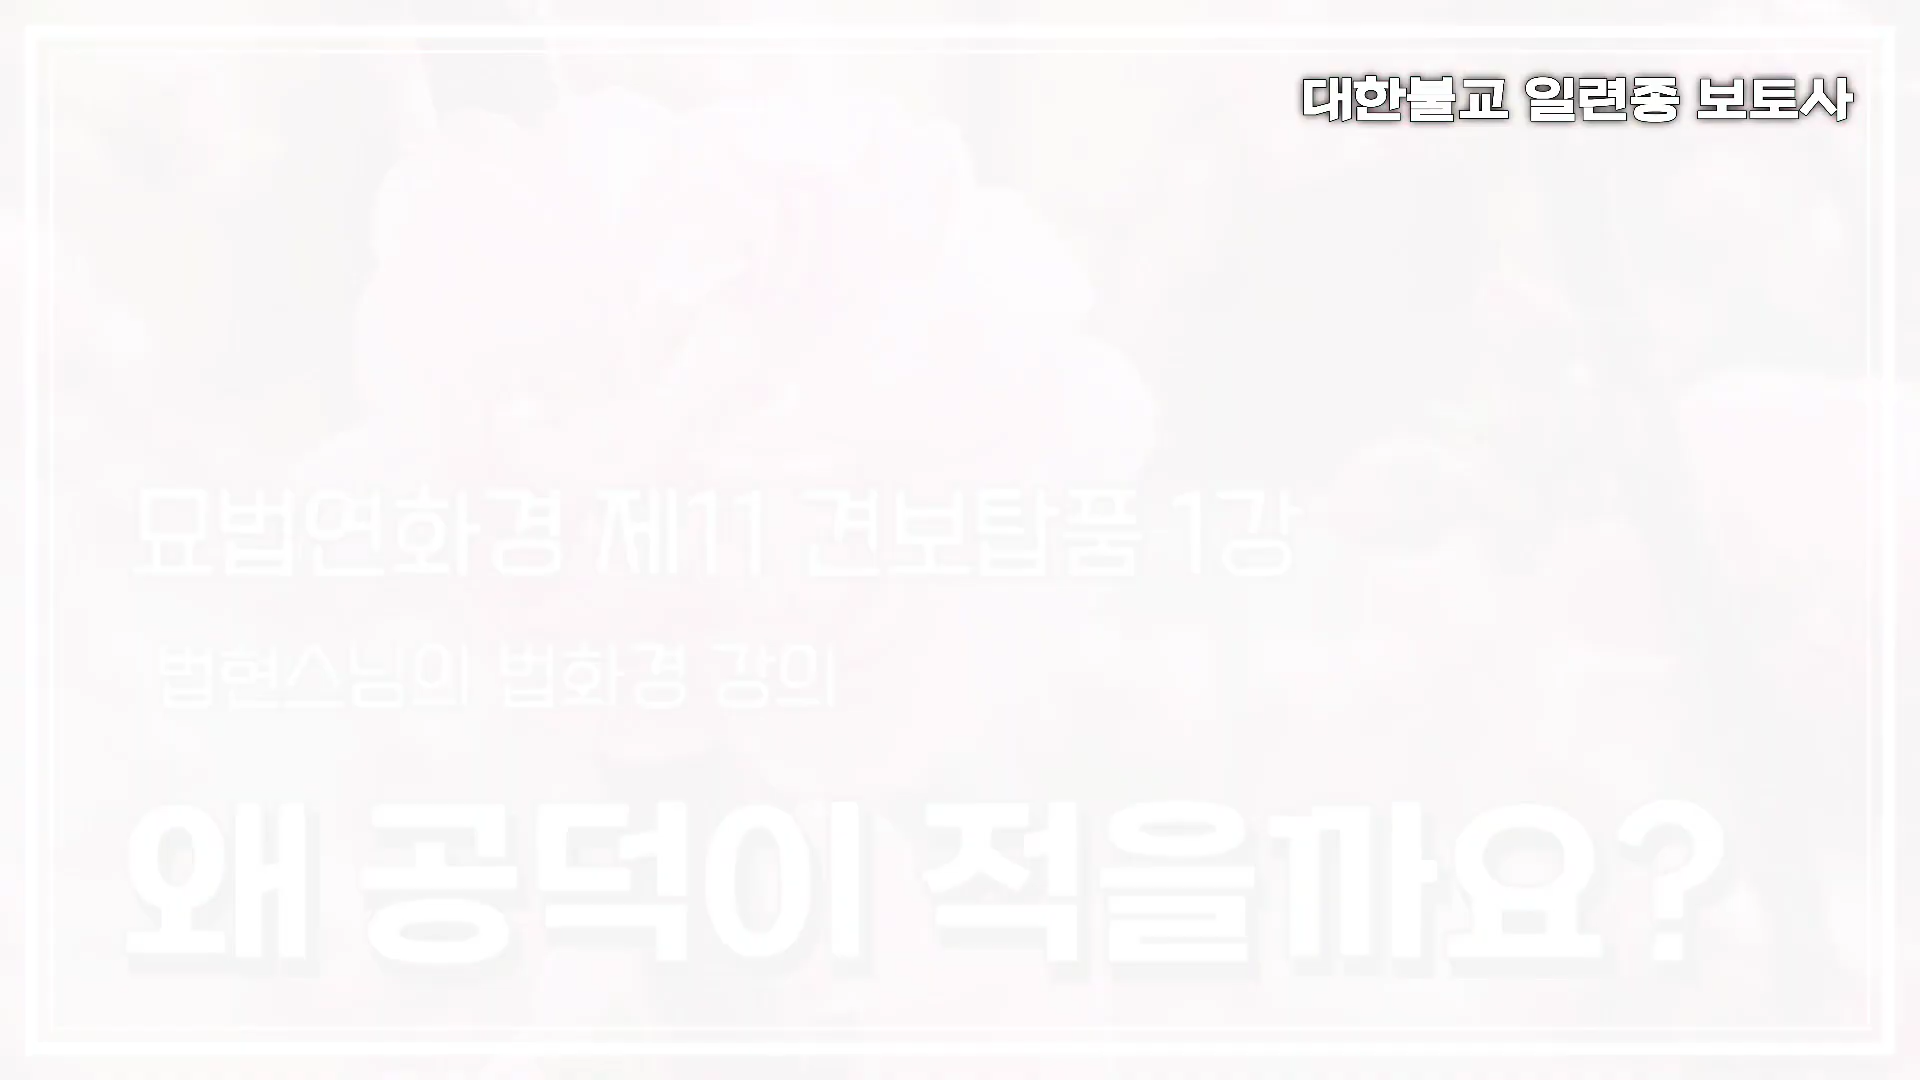 대한불교 일련종 보토사
묘법연화경 제11 견보탑품 1강
법현스님의 법화경 강의
왜 공덕이 적을까요?